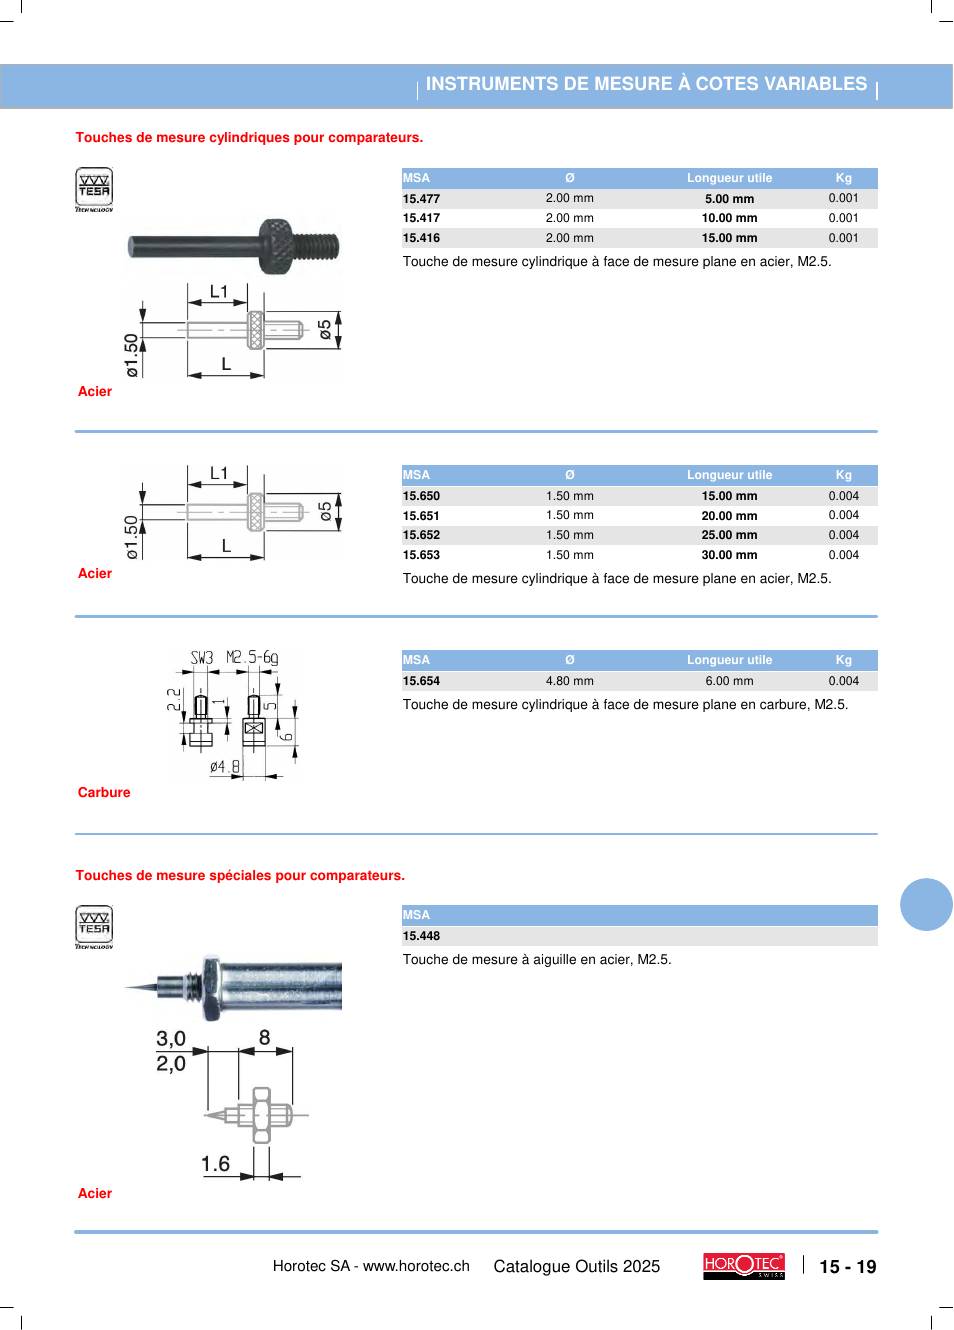 INSTRUMENTS DE MESURE À COTES VARIABLES
Touches de mesure cylindriques pour comparateurs.
TESA
TECHNOLOGY
MSA Ø Longueur utile Kg
15.477 2.00 mm 5.00 mm 0.001
15.417 2.00 mm 10.00 mm 0.001
15.416 2.00 mm 15.00 mm 0.001
Touche de mesure cylindrique à face de mesure plane en acier, M2.5.
L1
ø1.50
ø5
L
Acier
L1
ø1.50
ø5
L
Acier
MSA Ø Longueur utile Kg
15.650 1.50 mm 15.00 mm 0.004
15.651 1.50 mm 20.00 mm 0.004
15.652 1.50 mm 25.00 mm 0.004
15.653 1.50 mm 30.00 mm 0.004
Touche de mesure cylindrique à face de mesure plane en acier, M2.5.
SW3 M2.5-6g
2.2
1
5
6
ø4.8
Carbure
MSA Ø Longueur utile Kg
15.654 4.80 mm 6.00 mm 0.004
Touche de mesure cylindrique à face de mesure plane en carbure, M2.5.
Touches de mesure spéciales pour comparateurs.
TESA
TECHNOLOGY
MSA
15.448
Touche de mesure à aiguille en acier, M2.5.
3,0 8
2,0
1.6
Acier
Horotec SA - www.horotec.ch Catalogue Outils 2025 HOROTEC SWISS 15 - 19